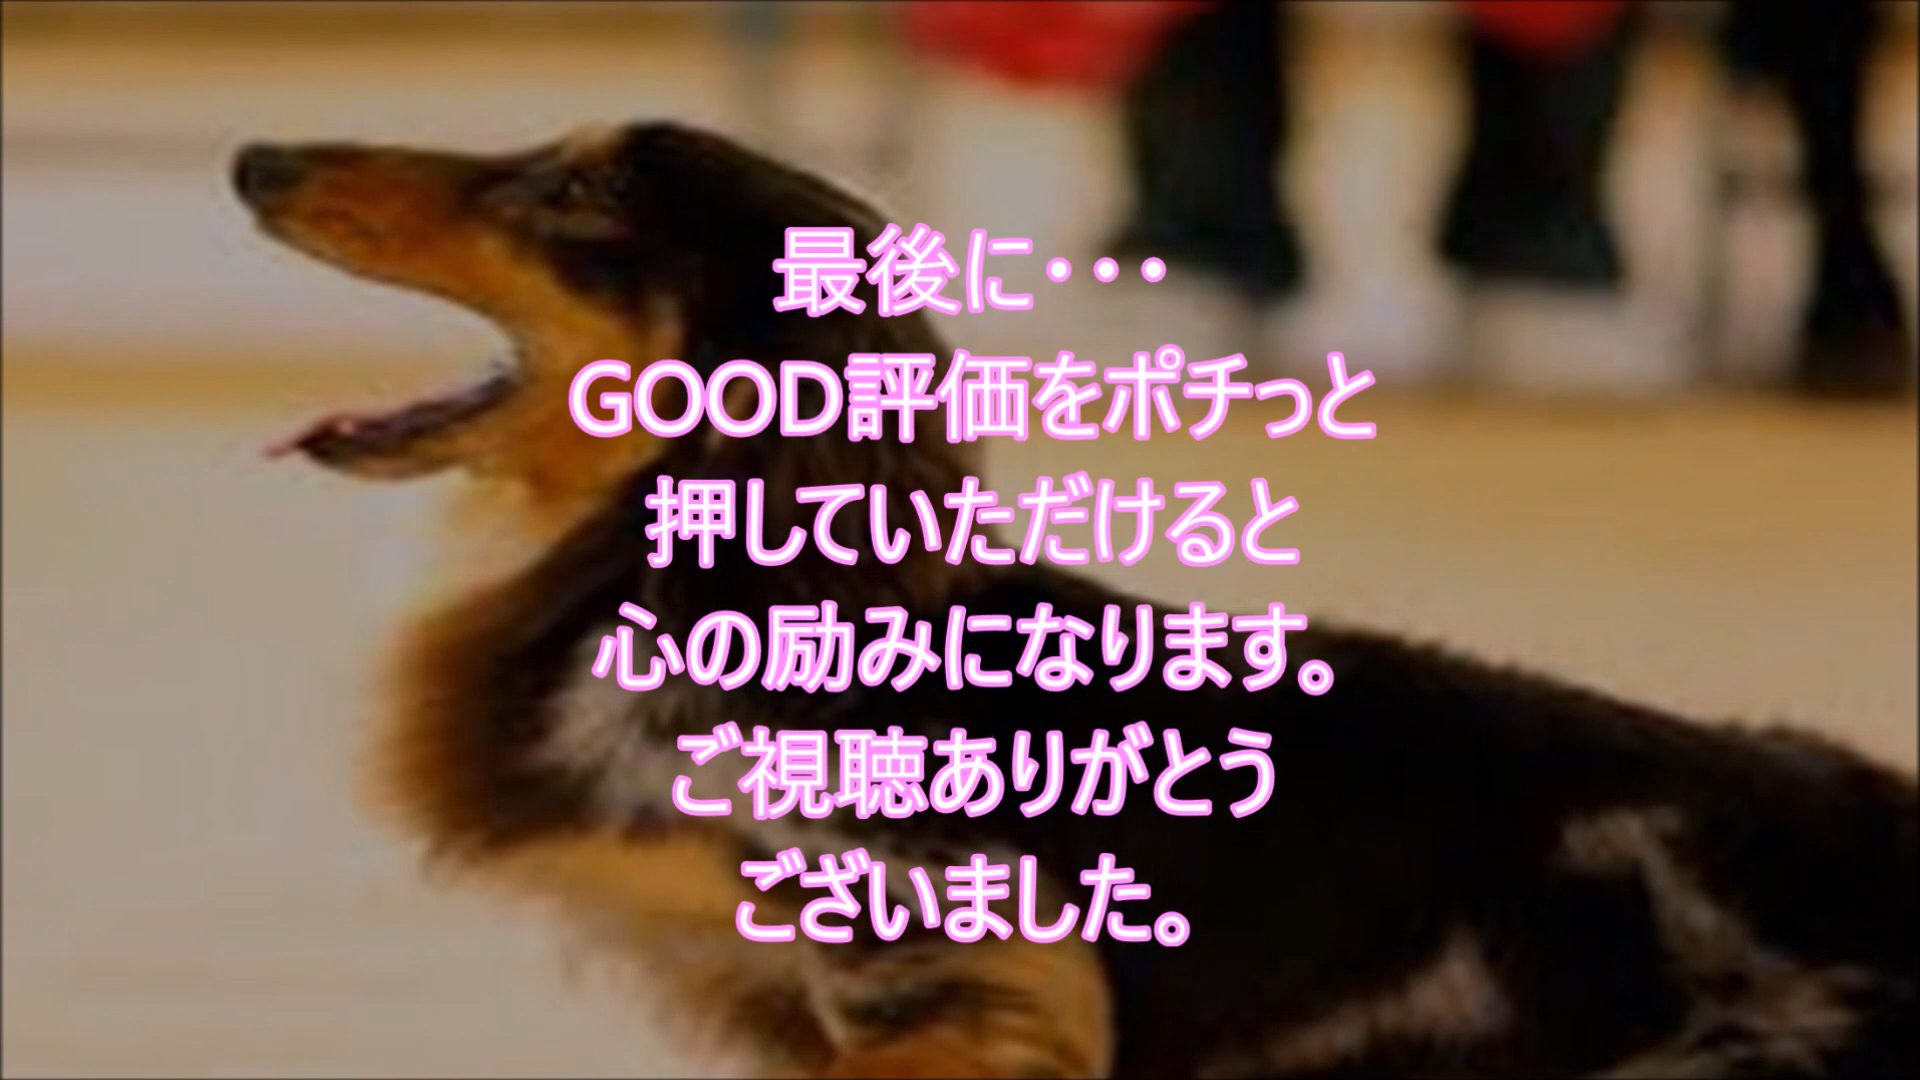 最後に・・・
GOOD評価をポチっと
押していただけると
心の励みになります。
ご視聴ありがとう
ございました。